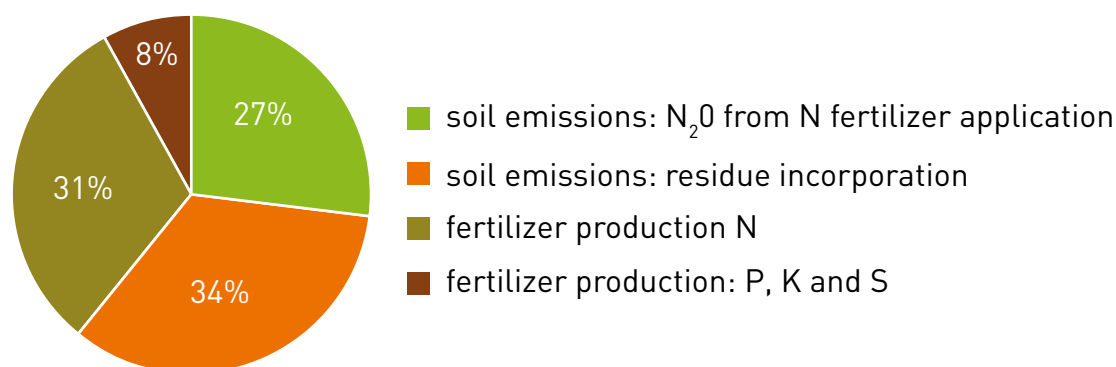 8%
27%
31%
34%
soil emissions: N₂0 from N fertilizer application
soil emissions: residue incorporation
fertilizer production N
fertilizer production: P, K and S